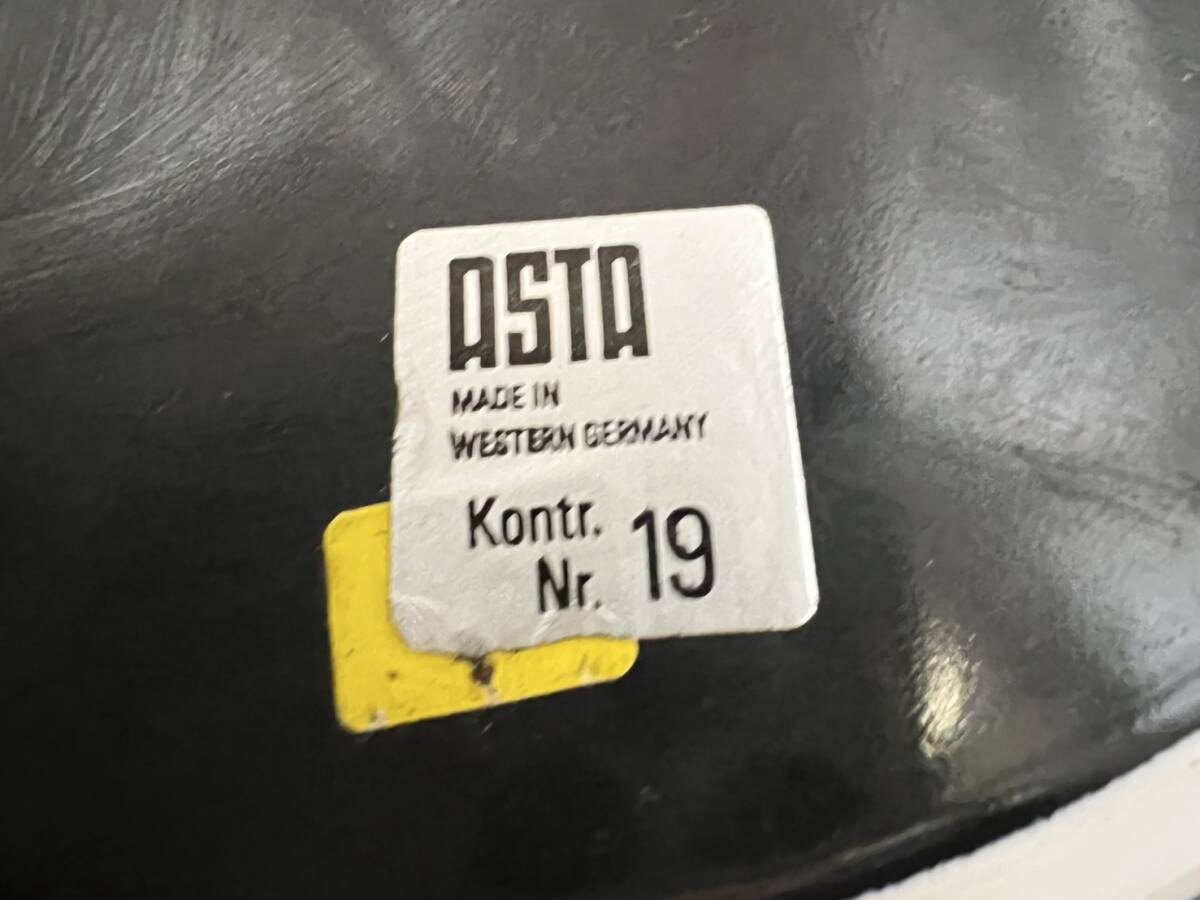 ASTA
MADE IN
WESTERN GERMANY
Kontr.
Nr. 19